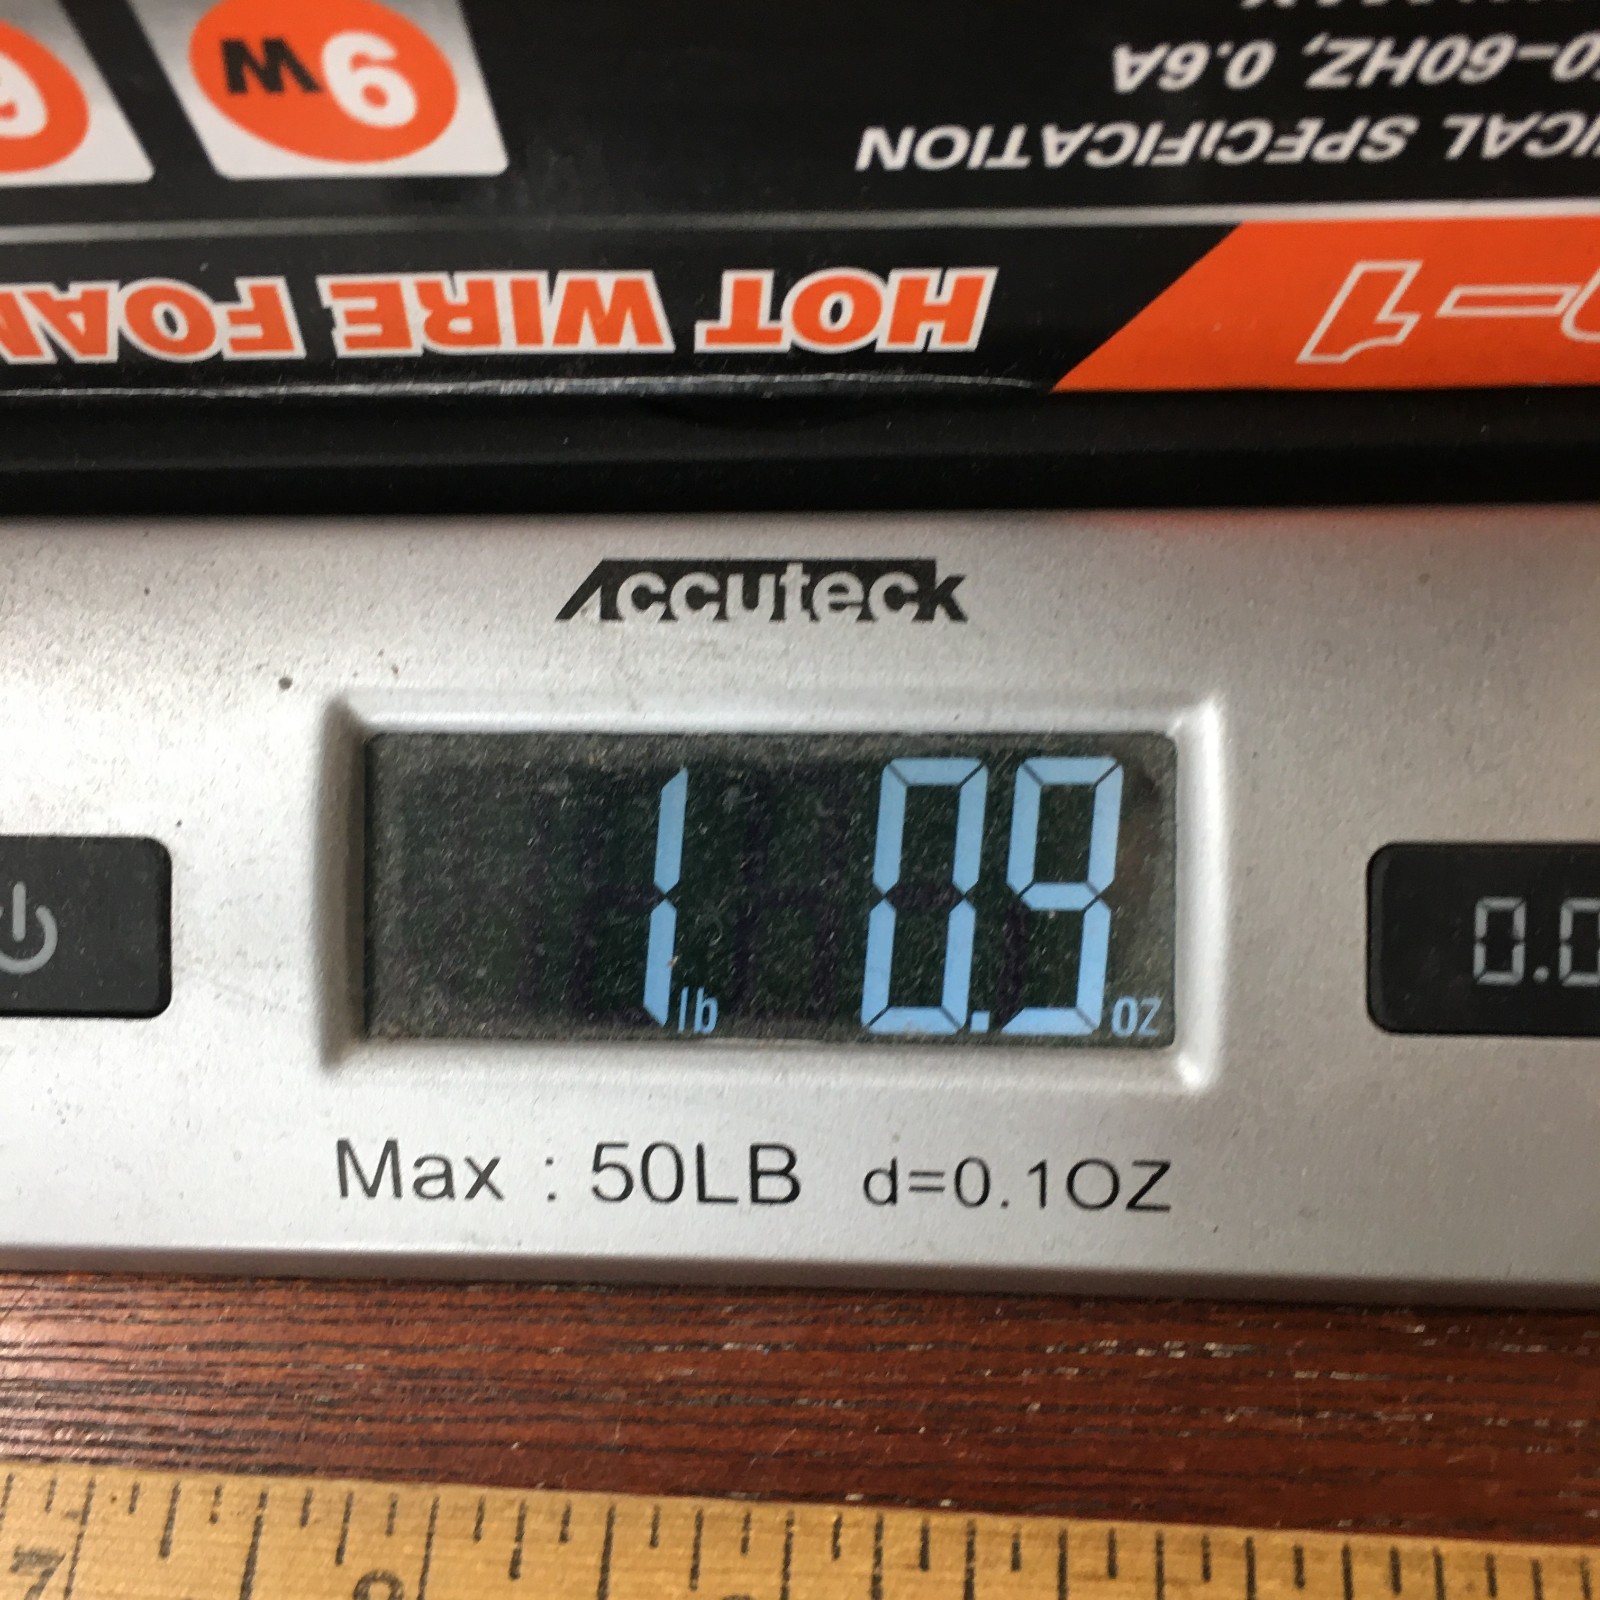 9W
ICAL SPECIFICATION
0-60HZ, 0.6A
HOT WIRE FOA
-1
Accuteck
1 lb 0.9 oz
0.0
Max : 50LB d=0.1OZ